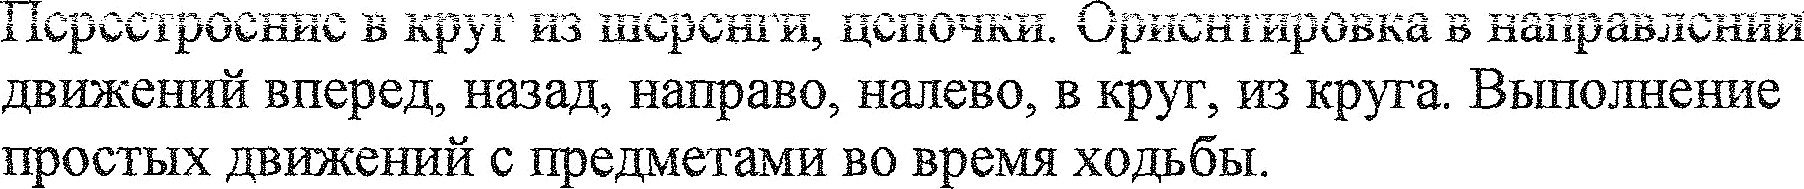 Перестроение в круг из шеренги, цепочки. Ориентировка в направлении
движений вперед, назад, направо, налево, в круг, из круга. Выполнение
простых движений с предметами во время ходьбы.